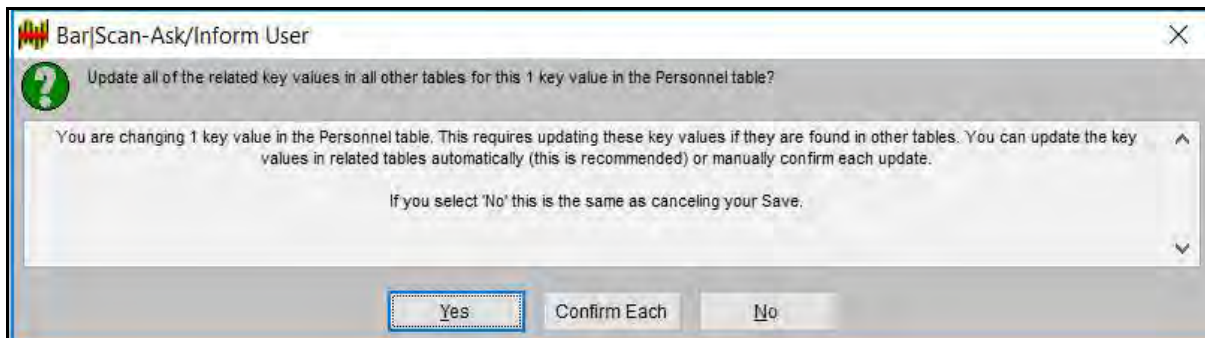 Bar|Scan-Ask/Inform User
Update all of the related key values in all other tables for this 1 key value in the Personnel table?
You are changing 1 key value in the Personnel table. This requires updating these key values if they are found in other tables. You can update the key
values in related tables automatically (this is recommended) or manually confirm each update.
If you select 'No' this is the same as canceling your Save.
Yes Confirm Each No